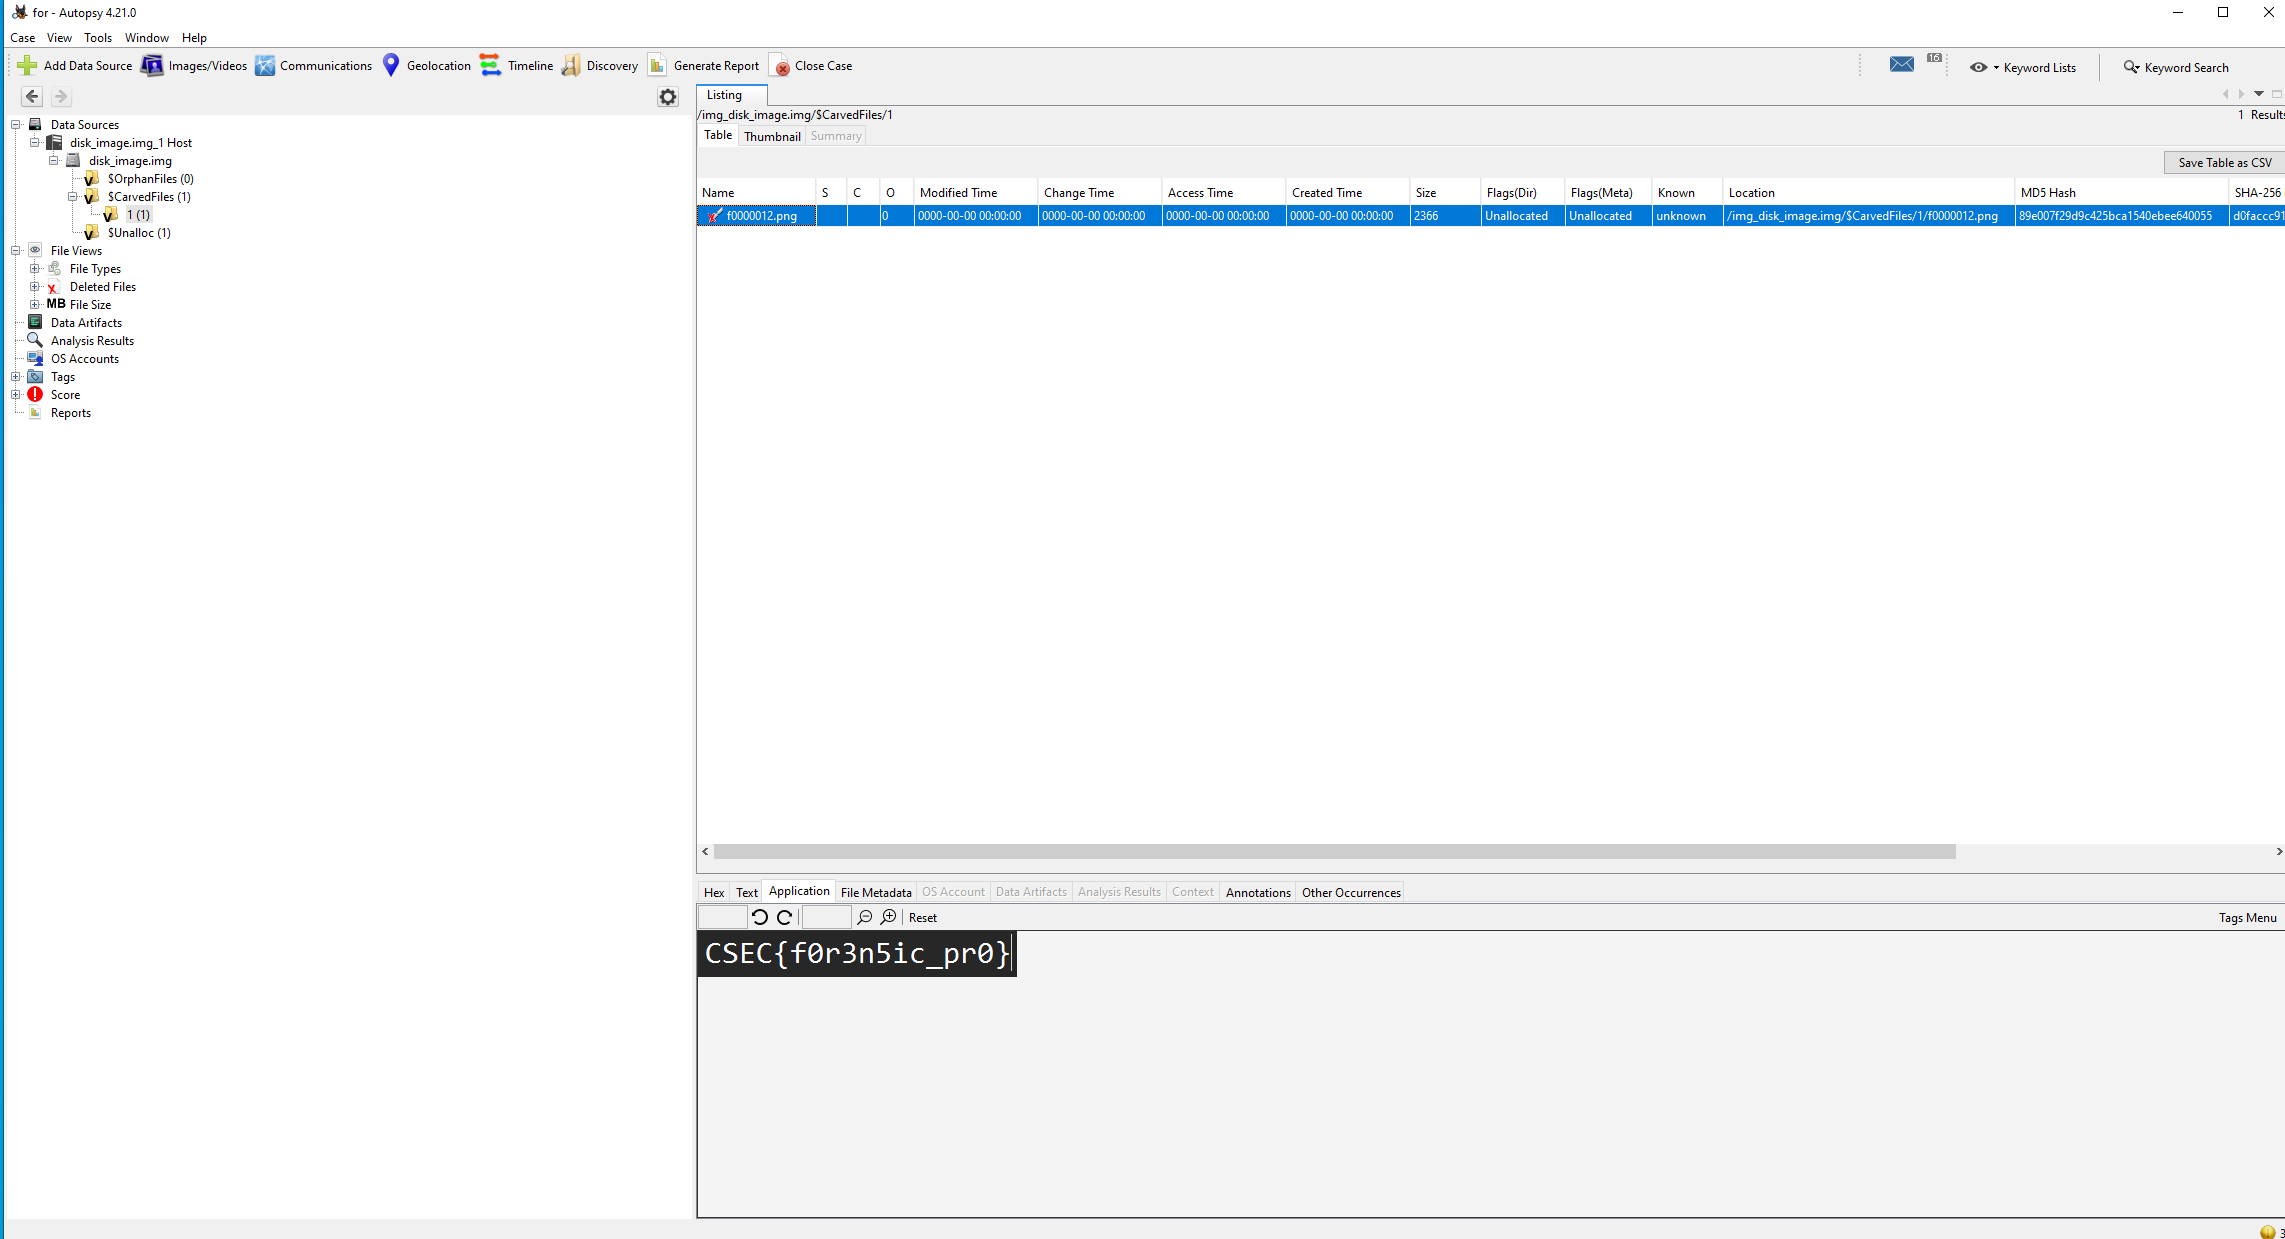 for - Autopsy 4.21.0
Case View Tools Window Help
Add Data Source Images/Videos Communications Geolocation Timeline Discovery Generate Report Close Case
16 Keyword Lists Keyword Search
Data Sources
disk_image.img_1 Host
disk_image.img
$OrphanFiles (0)
$CarvedFiles (1)
1 (1)
$Unalloc (1)
File Views
File Types
Deleted Files
MB File Size
Data Artifacts
Analysis Results
OS Accounts
Tags
Score
Reports
Listing
/img_disk_image.img/$CarvedFiles/1
1 Results
Table Thumbnail Summary
Save Table as CSV
Name S C O Modified Time Change Time Access Time Created Time Size Flags(Dir) Flags(Meta) Known Location MD5 Hash SHA-256
f0000012.png 0 0000-00-00 00:00:00 0000-00-00 00:00:00 0000-00-00 00:00:00 0000-00-00 00:00:00 2366 Unallocated Unallocated unknown /img_disk_image.img/$CarvedFiles/1/f0000012.png 89e007f29d9c425bca1540ebee640055 d0faccc91
Hex Text Application File Metadata OS Account Data Artifacts Analysis Results Context Annotations Other Occurrences
Reset
Tags Menu
CSEC{f0r3n5ic_pr0}
3